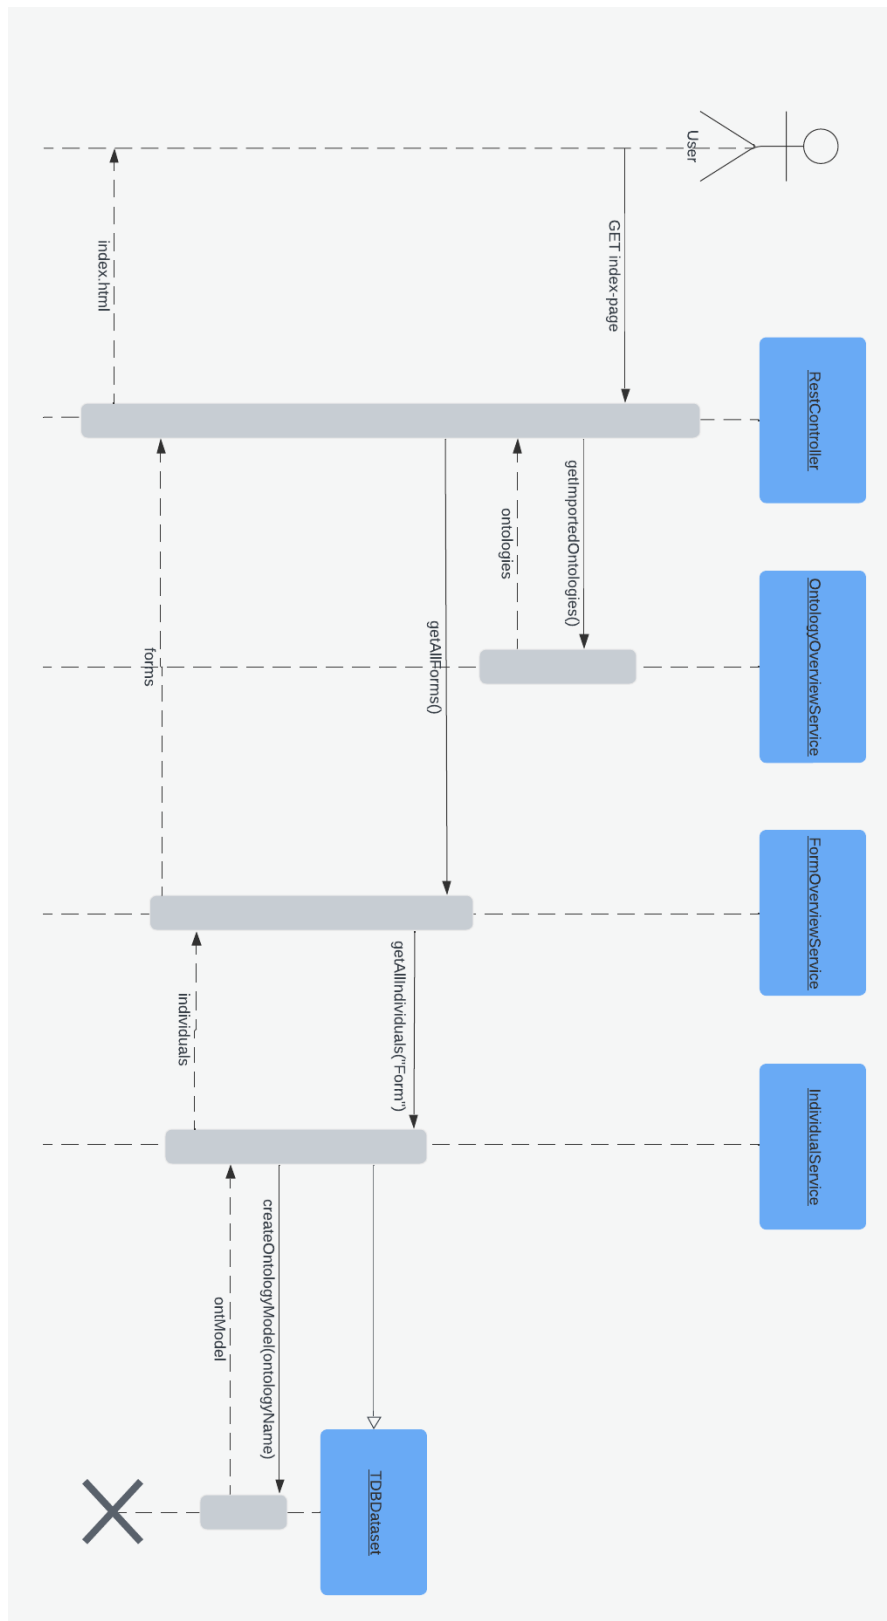 User
RestController
OntologyOverviewService
FormOverviewService
IndividualService
GET index-page
getImportedOntologies()
ontologies
getAllForms()
getAllIndividuals("Form")
TDBDataset
createOntologyModel(ontologyName)
ontModel
individuals
forms
index.html